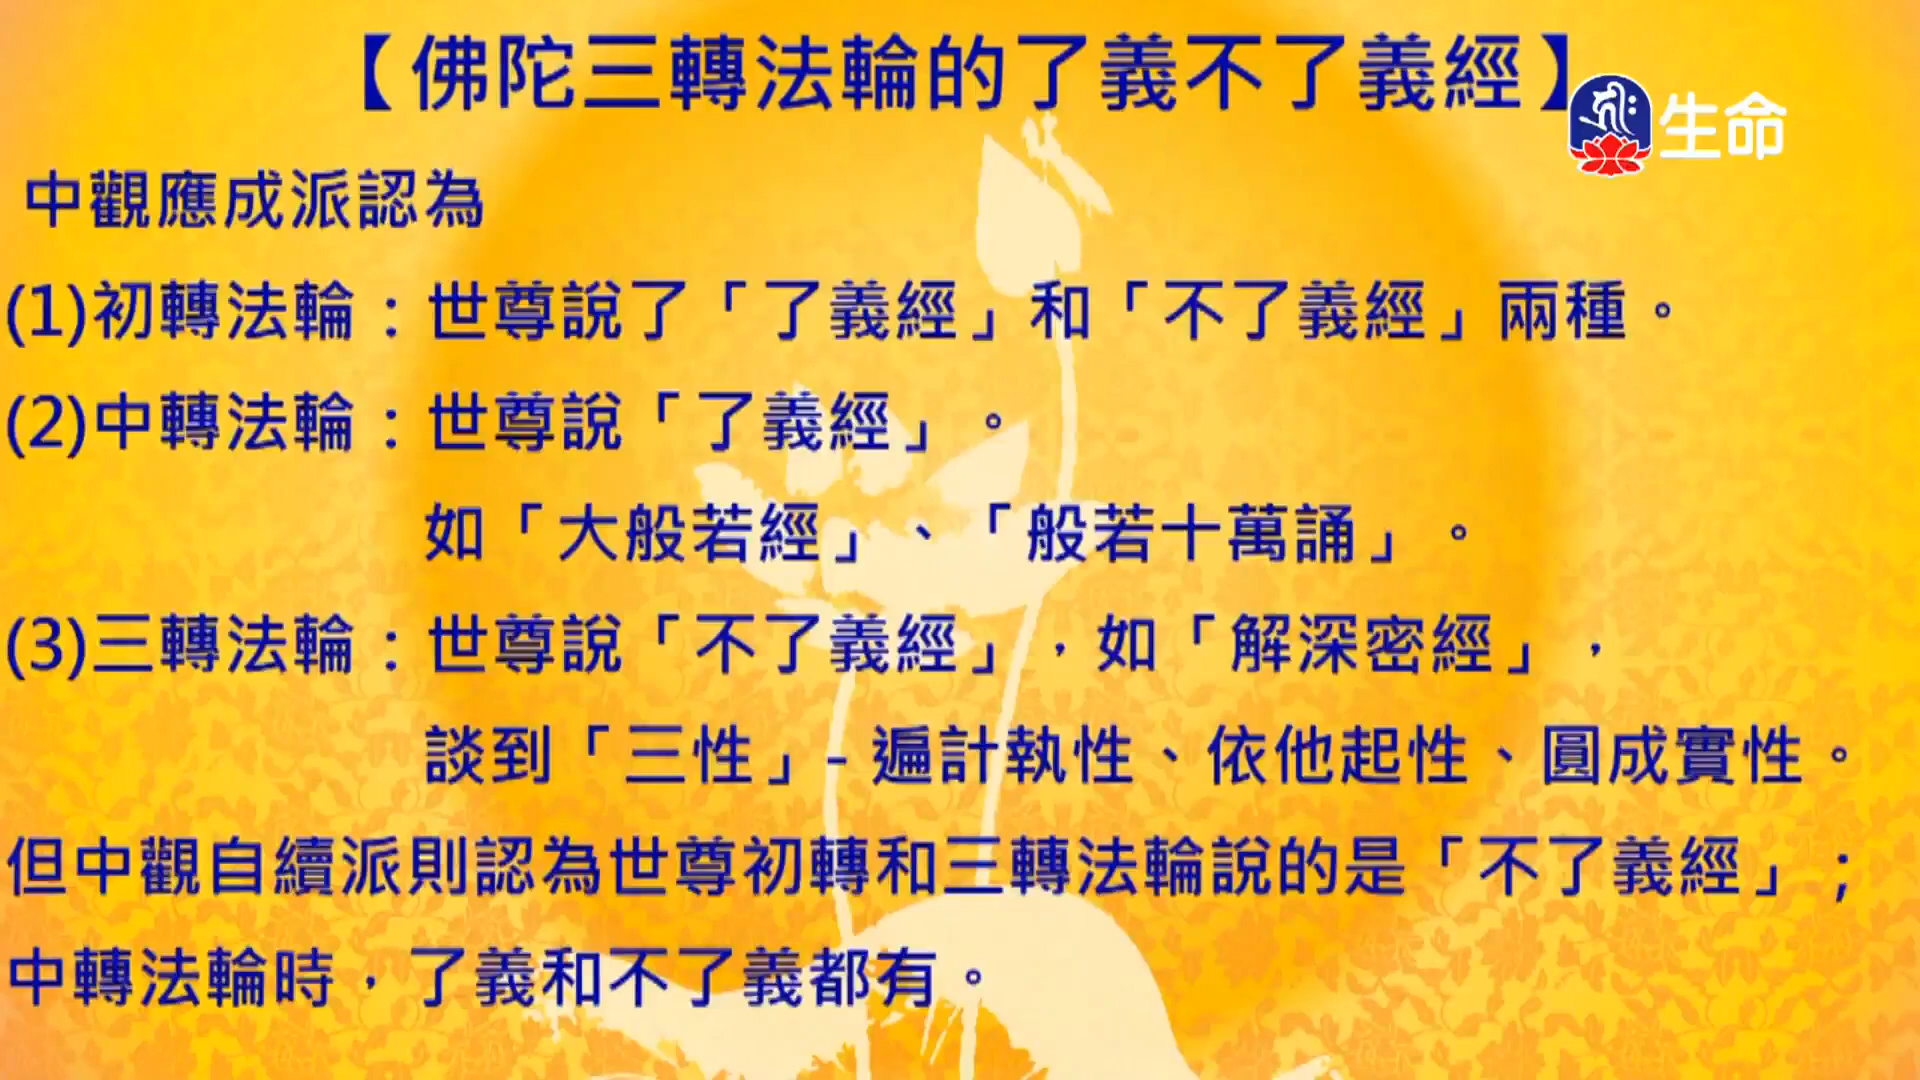 【佛陀三轉法輪的了義不了義經】
生命
中觀應成派認為
(1)初轉法輪：世尊說了「了義經」和「不了義經」兩種。
(2)中轉法輪：世尊說「了義經」。
如「大般若經」、「般若十萬誦」。
(3)三轉法輪：世尊說「不了義經」，如「解深密經」，
談到「三性」- 遍計執性、依他起性、圓成實性。
但中觀自續派則認為世尊初轉和三轉法輪說的是「不了義經」；
中轉法輪時，了義和不了義都有。